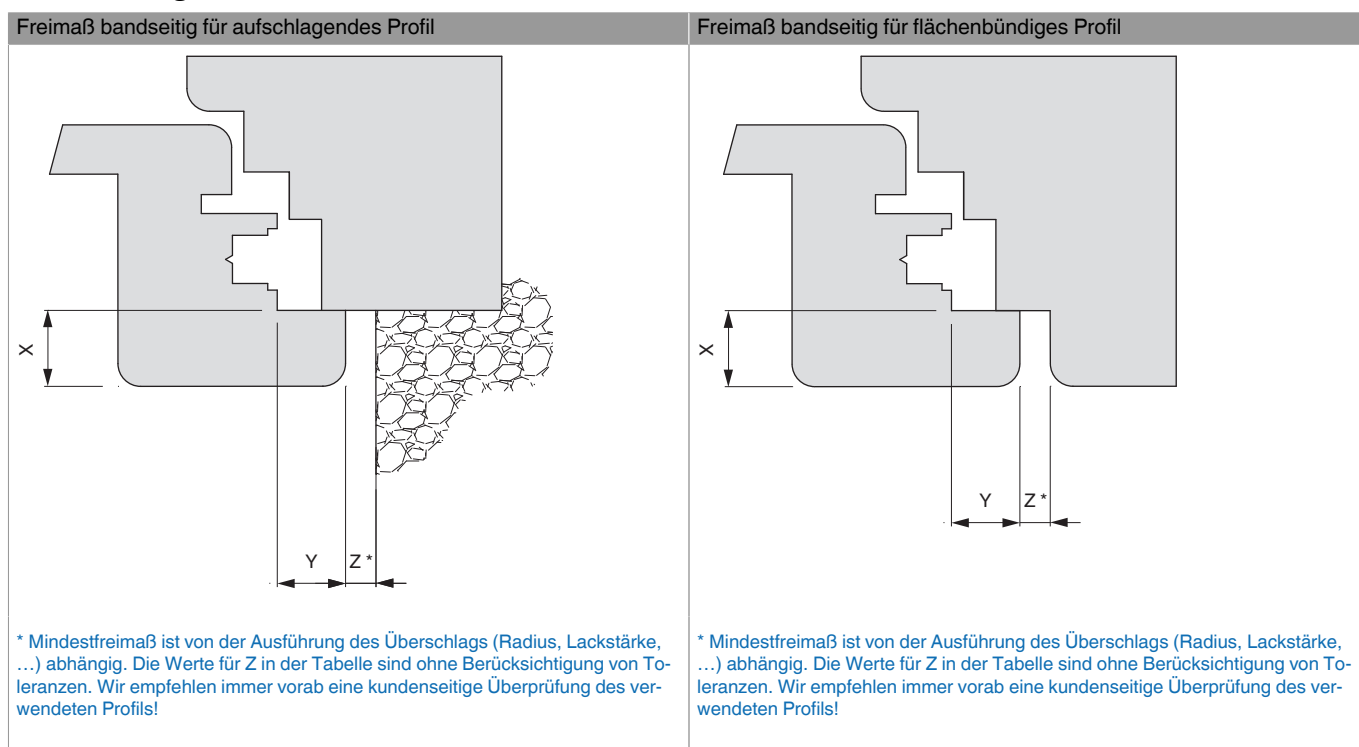 Freimaß bandseitig für aufschlagendes Profil
X
Y Z *
* Mindestfreimaß ist von der Ausführung des Überschlags (Radius, Lackstärke,
…) abhängig. Die Werte für Z in der Tabelle sind ohne Berücksichtigung von To-
leranzen. Wir empfehlen immer vorab eine kundenseitige Überprüfung des ver-
wendeten Profils!
Freimaß bandseitig für flächenbündiges Profil
X
Y Z *
* Mindestfreimaß ist von der Ausführung des Überschlags (Radius, Lackstärke,
…) abhängig. Die Werte für Z in der Tabelle sind ohne Berücksichtigung von To-
leranzen. Wir empfehlen immer vorab eine kundenseitige Überprüfung des ver-
wendeten Profils!